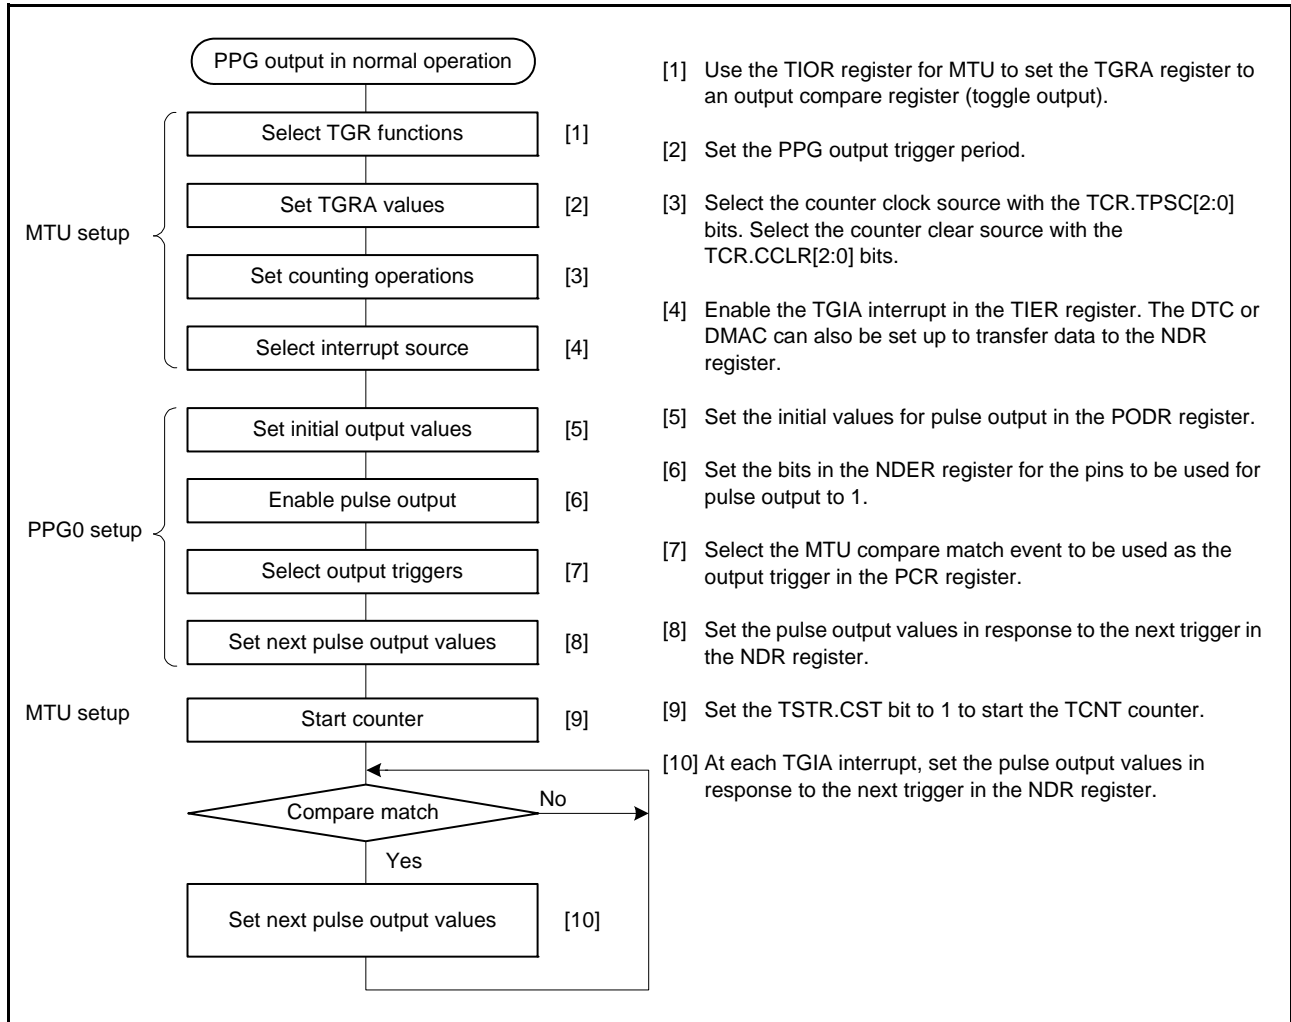 PPG output in normal operation
MTU setup
Select TGR functions [1]
Set TGRA values [2]
Set counting operations [3]
Select interrupt source [4]
PPG0 setup
Set initial output values [5]
Enable pulse output [6]
Select output triggers [7]
Set next pulse output values [8]
MTU setup
Start counter [9]
Compare match
No
Yes
Set next pulse output values [10]
[1] Use the TIOR register for MTU to set the TGRA register to
an output compare register (toggle output).
[2] Set the PPG output trigger period.
[3] Select the counter clock source with the TCR.TPSC[2:0]
bits. Select the counter clear source with the
TCR.CCLR[2:0] bits.
[4] Enable the TGIA interrupt in the TIER register. The DTC or
DMAC can also be set up to transfer data to the NDR
register.
[5] Set the initial values for pulse output in the PODR register.
[6] Set the bits in the NDER register for the pins to be used for
pulse output to 1.
[7] Select the MTU compare match event to be used as the
output trigger in the PCR register.
[8] Set the pulse output values in response to the next trigger in
the NDR register.
[9] Set the TSTR.CST bit to 1 to start the TCNT counter.
[10] At each TGIA interrupt, set the pulse output values in
response to the next trigger in the NDR register.